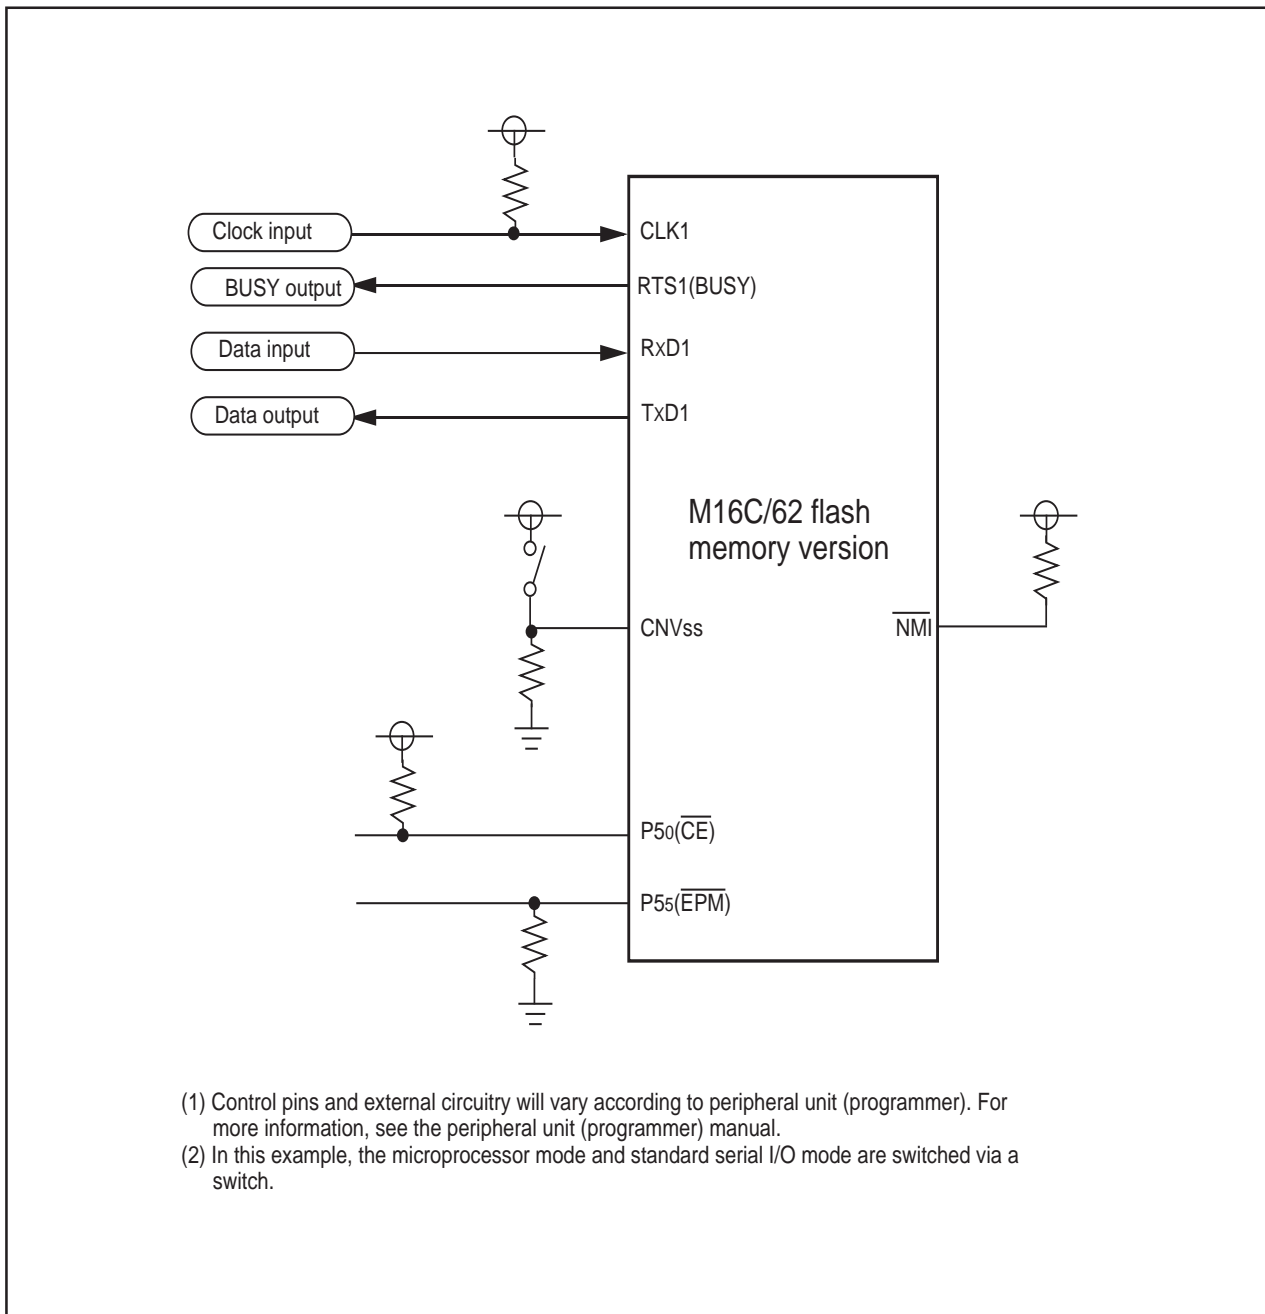 Clock input
CLK1
BUSY output
RTS1(BUSY)
Data input
RxD1
Data output
TxD1
M16C/62 flash
memory version
CNVss
NMI
P50(CE)
P55(EPM)
(1) Control pins and external circuitry will vary according to peripheral unit (programmer). For
more information, see the peripheral unit (programmer) manual.
(2) In this example, the microprocessor mode and standard serial I/O mode are switched via a
switch.